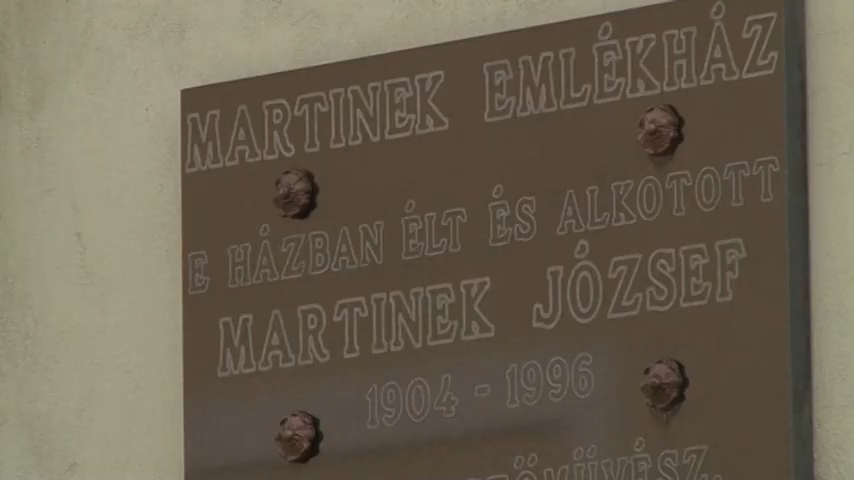 MARTINEK EMLÉKHÁZ
E HÁZBAN ÉLT ÉS ALKOTOTT
MARTINEK JÓZSEF
1904 - 1996